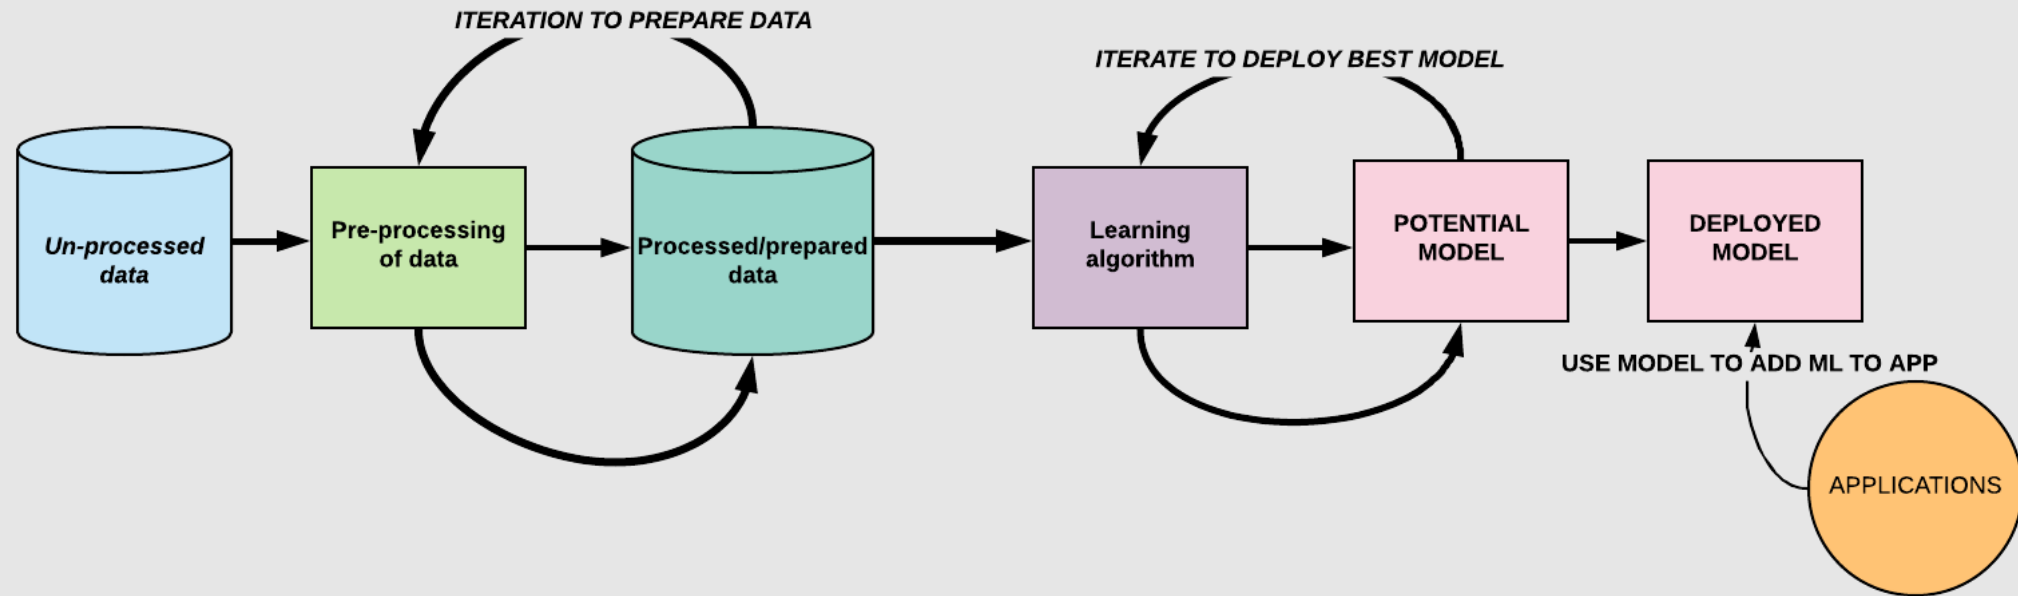 ITERATION TO PREPARE DATA
ITERATE TO DEPLOY BEST MODEL
Un-processed
data
Pre-processing
of data
Processed/prepared
data
Learning
algorithm
POTENTIAL
MODEL
DEPLOYED
MODEL
USE MODEL TO ADD ML TO APP
APPLICATIONS